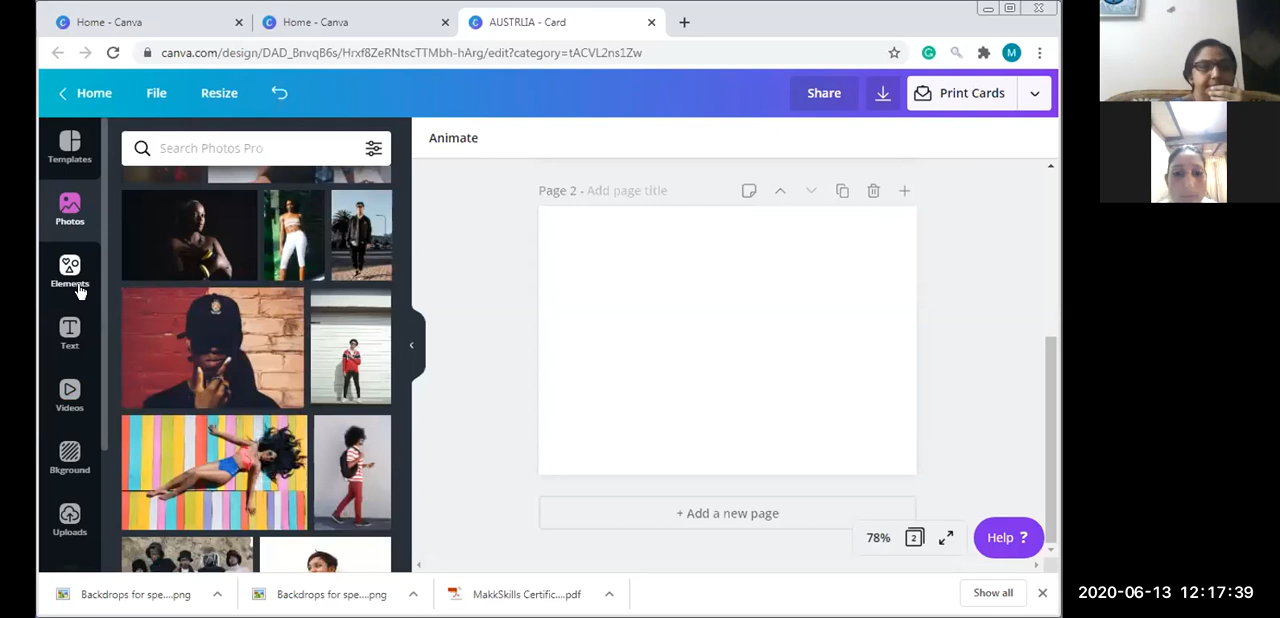 Home - Canva
Home - Canva
AUSTRLIA - Card
canva.com/design/DAD_BnvqB6s/Hrxf8ZeRNtscTTMbh-hArg/edit?category=tACVL2ns1Zw
M
Home
File
Resize
Share
Print Cards
Templates
Photos
Elements
Text
Videos
Bkground
Uploads
Search Photos Pro
Animate
Page 2 - Add page title
+ Add a new page
78%
2
Help ?
Backdrops for spe....png
Backdrops for spe....png
MakkSkills Certific....pdf
Show all
2020-06-13 12:17:39